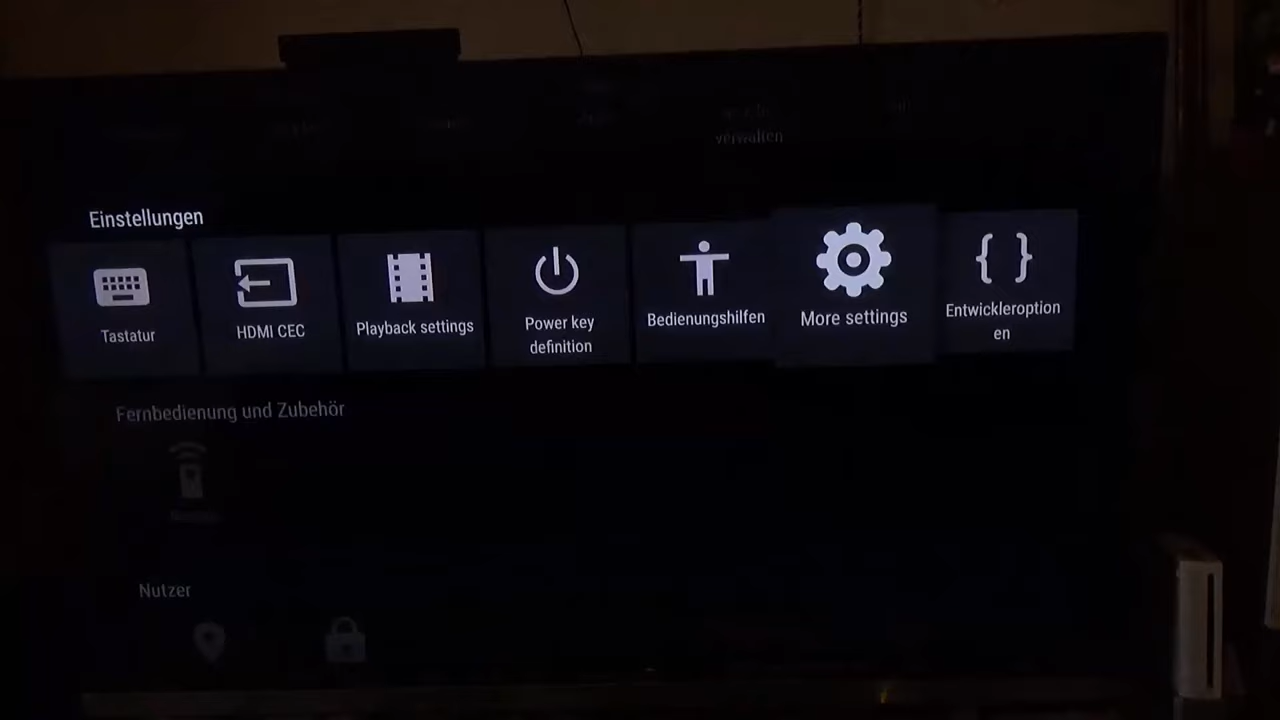 verwalten
Einstellungen
Tastatur
HDMI CEC
Playback settings
Power key
definition
Bedienungshilfen
More settings
Entwickleroption
en
Fernbedienung und Zubehör
Nutzer